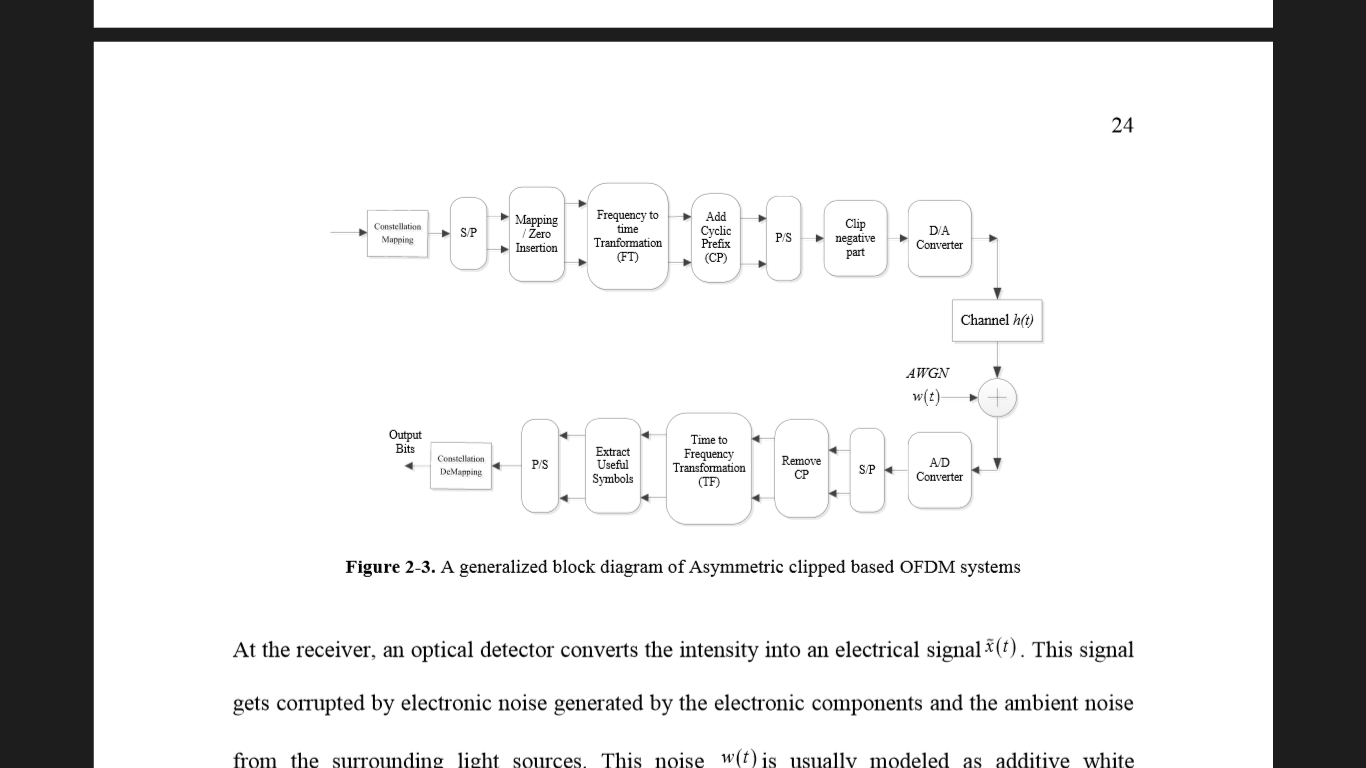 24
Constellation
Mapping
S/P
Mapping
/ Zero
Insertion
Frequency to
time
Tranformation
(FT)
Add
Cyclic
Prefix
(CP)
P/S
Clip
negative
part
D/A
Converter
Channel h(t)
AWGN
w(t)
Output
Bits
Constellation
DeMapping
P/S
Extract
Useful
Symbols
Time to
Frequency
Transformation
(TF)
Remove
CP
S/P
A/D
Converter
Figure 2-3. A generalized block diagram of Asymmetric clipped based OFDM systems
At the receiver, an optical detector converts the intensity into an electrical signal x̃(t). This signal
gets corrupted by electronic noise generated by the electronic components and the ambient noise
from the surrounding light sources. This noise w(t) is usually modeled as additive white